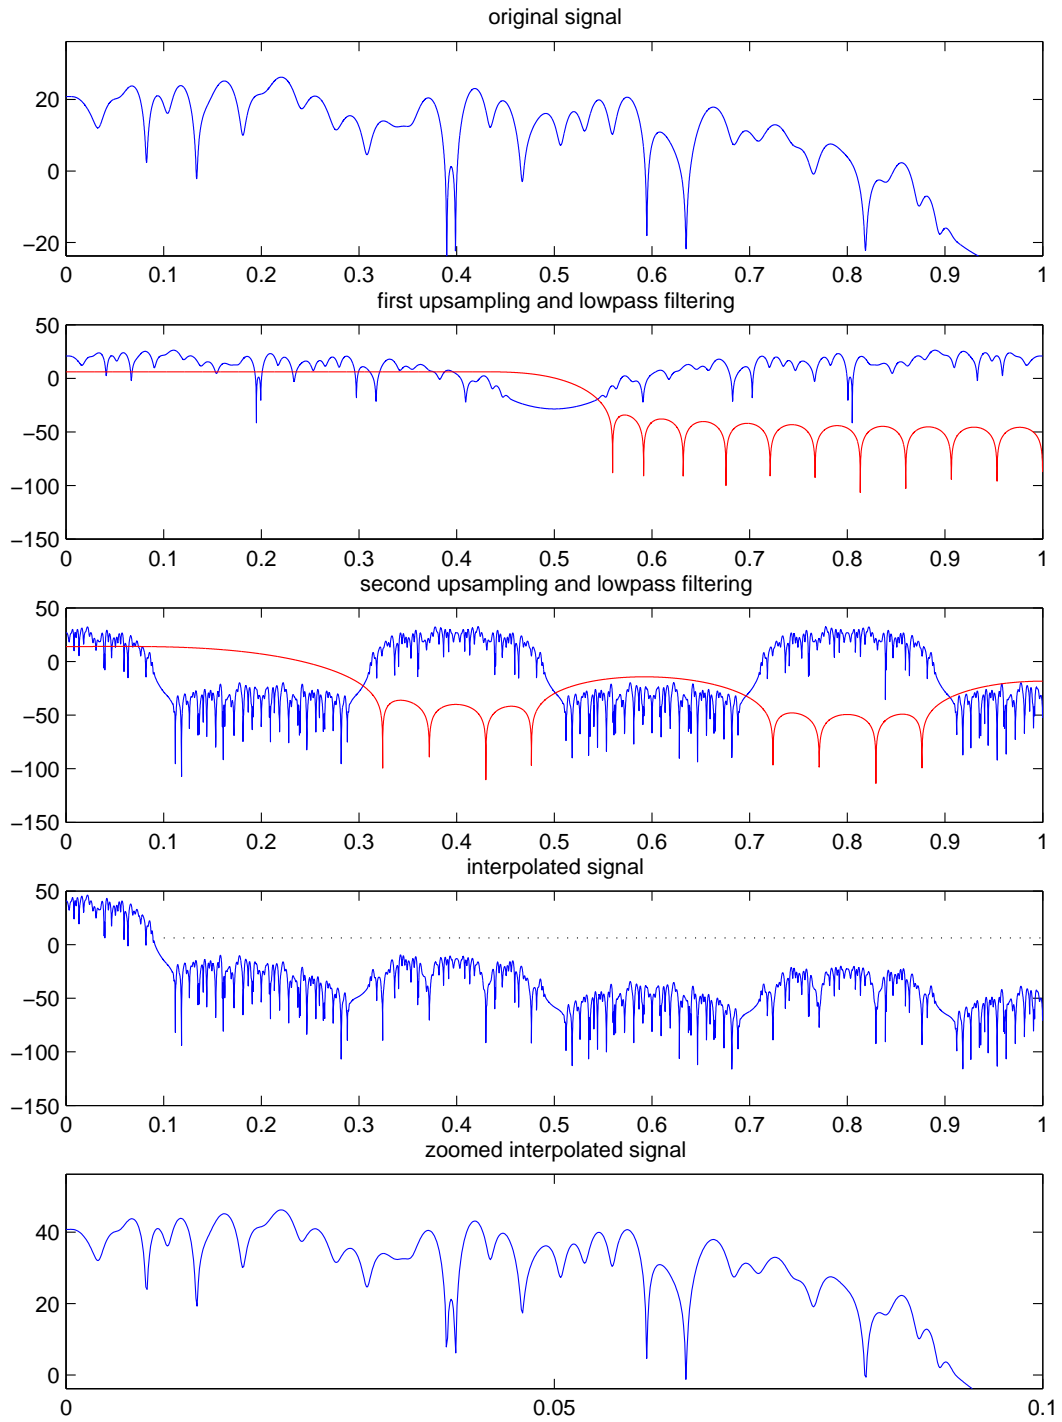 original signal
20
0
−20
0 0.1 0.2 0.3 0.4 0.5 0.6 0.7 0.8 0.9 1
first upsampling and lowpass filtering
50
0
−50
−100
−150
0 0.1 0.2 0.3 0.4 0.5 0.6 0.7 0.8 0.9 1
second upsampling and lowpass filtering
50
0
−50
−100
−150
0 0.1 0.2 0.3 0.4 0.5 0.6 0.7 0.8 0.9 1
interpolated signal
50
0
−50
−100
−150
0 0.1 0.2 0.3 0.4 0.5 0.6 0.7 0.8 0.9 1
zoomed interpolated signal
40
20
0
0 0.05 0.1